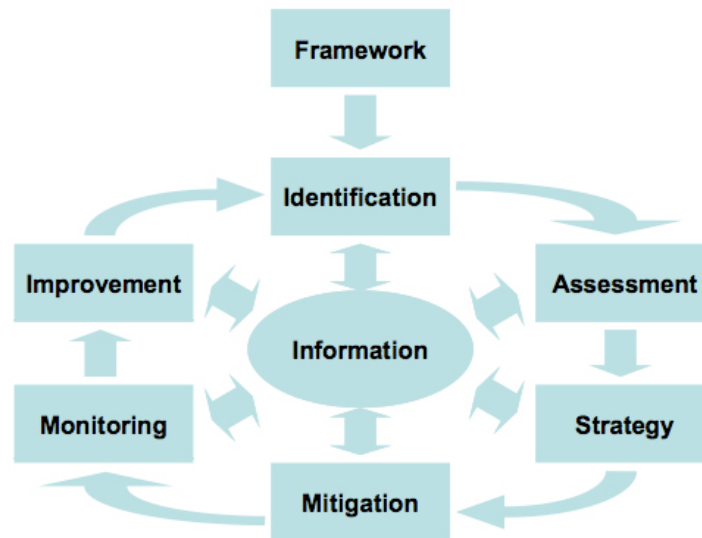 Framework
Identification
Improvement
Assessment
Information
Monitoring
Strategy
Mitigation